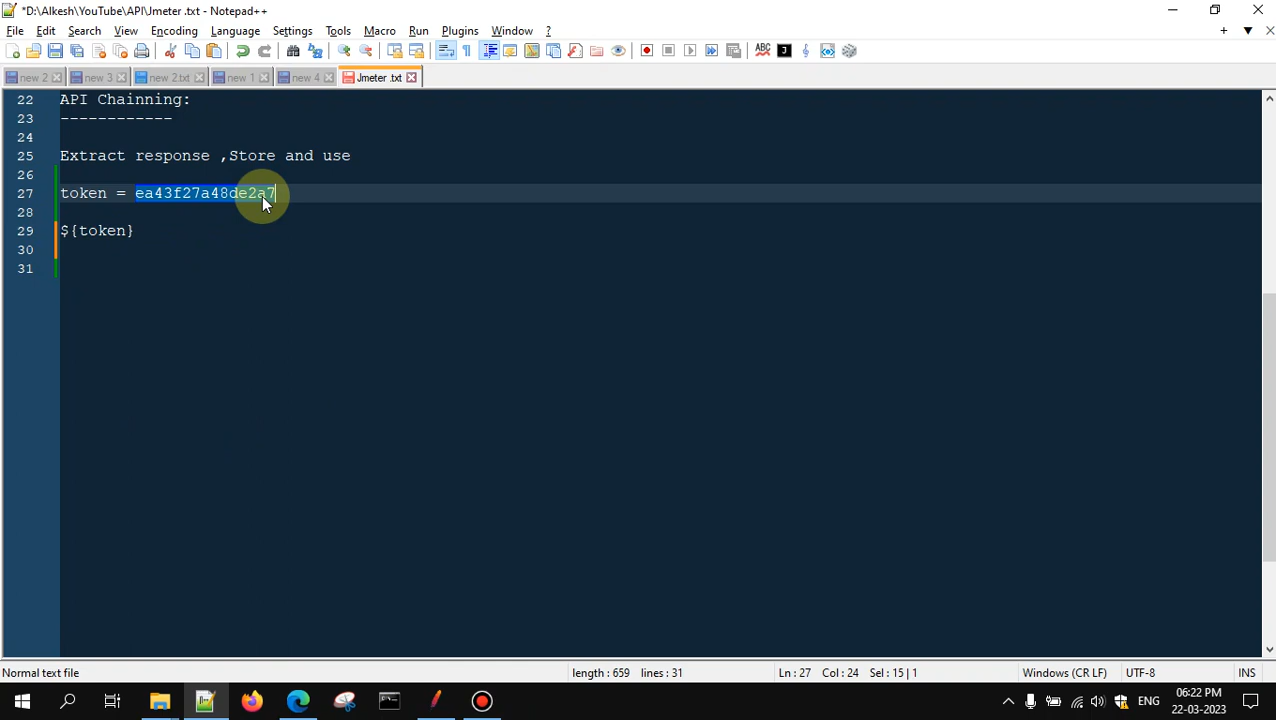 *D:\Alkesh\YouTube\API\Jmeter .txt - Notepad++
File Edit Search View Encoding Language Settings Tools Macro Run Plugins Window ?
new 2 new 3 new 2.txt new 1 new 4 Jmeter .txt
22 API Chainning:
23 ------------
24
25 Extract response ,Store and use
26
27 token = ea43f27a48de2a7
28
29 ${token}
30
31
Normal text file length : 659 lines : 31 Ln : 27 Col : 24 Sel : 15 | 1 Windows (CR LF) UTF-8 INS
ENG 06:22 PM
22-03-2023